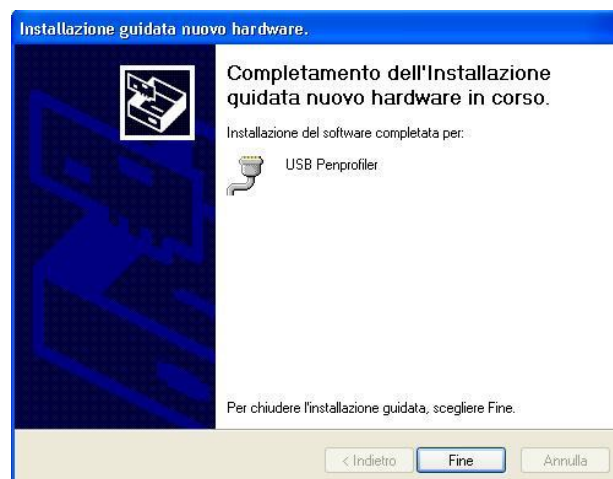 Installazione guidata nuovo hardware.
Completamento dell'Installazione
guidata nuovo hardware in corso.
Installazione del software completata per:
USB Penprofiler
Per chiudere l'installazione guidata, scegliere Fine.
< Indietro Fine Annulla